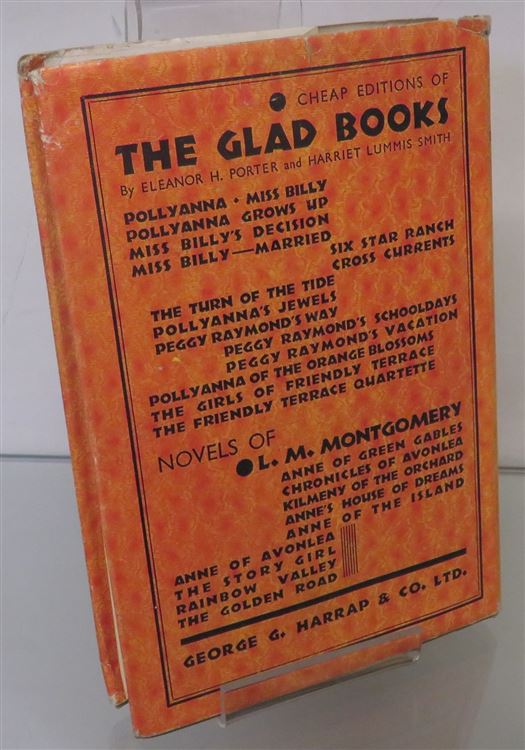 CHEAP EDITIONS OF
THE GLAD BOOKS
By ELEANOR H. PORTER and HARRIET LUMMIS SMITH
POLLYANNA • MISS BILLY
POLLYANNA GROWS UP
MISS BILLY'S DECISION
MISS BILLY—MARRIED
SIX STAR RANCH
CROSS CURRENTS
THE TURN OF THE TIDE
POLLYANNA'S JEWELS
PEGGY RAYMOND'S WAY
PEGGY RAYMOND'S SCHOOLDAYS
PEGGY RAYMOND'S VACATION
POLLYANNA OF THE ORANGE BLOSSOMS
THE GIRLS OF FRIENDLY TERRACE
THE FRIENDLY TERRACE QUARTETTE
NOVELS OF
L. M. MONTGOMERY
ANNE OF GREEN GABLES
CHRONICLES OF AVONLEA
KILMENY OF THE ORCHARD
ANNE'S HOUSE OF DREAMS
ANNE OF THE ISLAND
ANNE OF AVONLEA
THE STORY GIRL
RAINBOW VALLEY
THE GOLDEN ROAD
GEORGE G. HARRAP & CO. LTD.